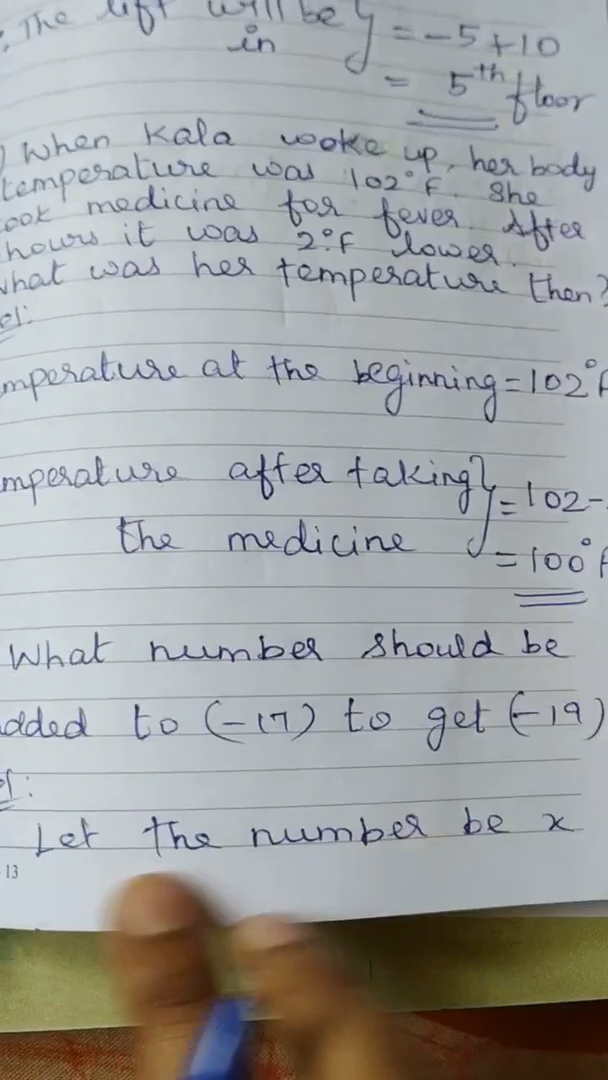 : The lift will be } = -5+10
in = 5th floor
) When Kala woke up, her body
temperature was 102°F. She
ook medicine for fever. After
hours it was 2°F lower.
what was her temperature then?
el:
mperature at the beginning = 102°F
mperature after taking } = 102-
the medicine = 100°F
What number should be
added to (-17) to get (-19)
Let the number be x
13